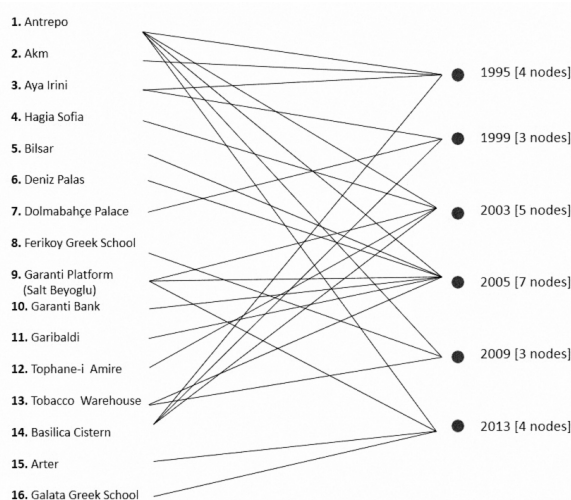 1. Antrepo
2. Akm
3. Aya Irini
4. Hagia Sofia
5. Bilsar
6. Deniz Palas
7. Dolmabahçe Palace
8. Ferikoy Greek School
9. Garanti Platform
(Salt Beyoglu)
10. Garanti Bank
11. Garibaldi
12. Tophane-i Amire
13. Tobacco Warehouse
14. Basilica Cistern
15. Arter
16. Galata Greek School
1995 [4 nodes]
1999 [3 nodes]
2003 [5 nodes]
2005 [7 nodes]
2009 [3 nodes]
2013 [4 nodes]